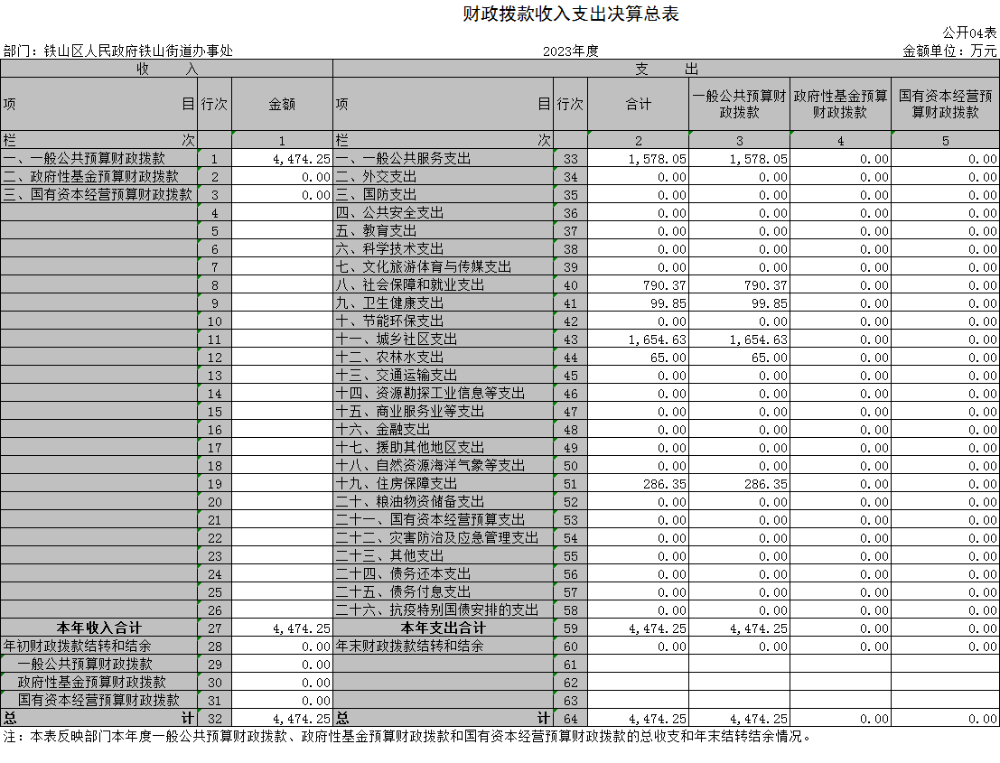 财政拨款收入支出决算总表
公开04表
部门：铁山区人民政府铁山街道办事处 2023年度 金额单位：万元
收 入 支 出
项 目 行次 金额 项 目 行次 合计 一般公共预算财政拨款 政府性基金预算财政拨款 国有资本经营预算财政拨款
栏 次 1 栏 次 2 3 4 5
一、一般公共预算财政拨款 1 4,474.25 一、一般公共服务支出 33 1,578.05 1,578.05 0.00 0.00
二、政府性基金预算财政拨款 2 0.00 二、外交支出 34 0.00 0.00 0.00 0.00
三、国有资本经营预算财政拨款 3 0.00 三、国防支出 35 0.00 0.00 0.00 0.00
4 四、公共安全支出 36 0.00 0.00 0.00 0.00
5 五、教育支出 37 0.00 0.00 0.00 0.00
6 六、科学技术支出 38 0.00 0.00 0.00 0.00
7 七、文化旅游体育与传媒支出 39 0.00 0.00 0.00 0.00
8 八、社会保障和就业支出 40 790.37 790.37 0.00 0.00
9 九、卫生健康支出 41 99.85 99.85 0.00 0.00
10 十、节能环保支出 42 0.00 0.00 0.00 0.00
11 十一、城乡社区支出 43 1,654.63 1,654.63 0.00 0.00
12 十二、农林水支出 44 65.00 65.00 0.00 0.00
13 十三、交通运输支出 45 0.00 0.00 0.00 0.00
14 十四、资源勘探工业信息等支出 46 0.00 0.00 0.00 0.00
15 十五、商业服务业等支出 47 0.00 0.00 0.00 0.00
16 十六、金融支出 48 0.00 0.00 0.00 0.00
17 十七、援助其他地区支出 49 0.00 0.00 0.00 0.00
18 十八、自然资源海洋气象等支出 50 0.00 0.00 0.00 0.00
19 十九、住房保障支出 51 286.35 286.35 0.00 0.00
20 二十、粮油物资储备支出 52 0.00 0.00 0.00 0.00
21 二十一、国有资本经营预算支出 53 0.00 0.00 0.00 0.00
22 二十二、灾害防治及应急管理支出 54 0.00 0.00 0.00 0.00
23 二十三、其他支出 55 0.00 0.00 0.00 0.00
24 二十四、债务还本支出 56 0.00 0.00 0.00 0.00
25 二十五、债务付息支出 57 0.00 0.00 0.00 0.00
26 二十六、抗疫特别国债安排的支出 58 0.00 0.00 0.00 0.00
本年收入合计 27 4,474.25 本年支出合计 59 4,474.25 4,474.25 0.00 0.00
年初财政拨款结转和结余 28 0.00 年末财政拨款结转和结余 60 0.00 0.00 0.00 0.00
一般公共预算财政拨款 29 0.00 61
政府性基金预算财政拨款 30 0.00 62
国有资本经营预算财政拨款 31 0.00 63
总 计 32 4,474.25 总 计 64 4,474.25 4,474.25 0.00 0.00
注：本表反映部门本年度一般公共预算财政拨款、政府性基金预算财政拨款和国有资本经营预算财政拨款的总收支和年末结转结余情况。